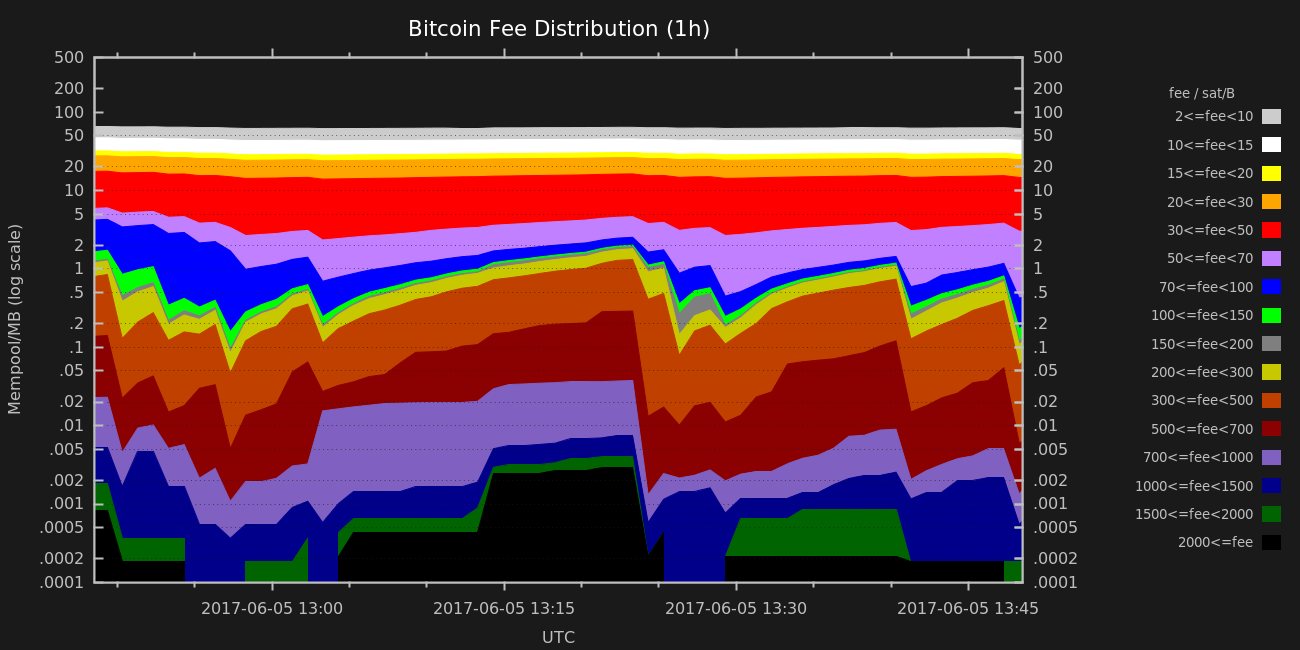 Bitcoin Fee Distribution (1h)
500 500
200 200
100 100
50 50
20 20
10 10
5 5
2 2
1 1
.5 .5
.2 .2
.1 .1
.05 .05
.02 .02
.01 .01
.005 .005
.002 .002
.001 .001
.0005 .0005
.0002 .0002
.0001 .0001
Mempool/MB (log scale)
2017-06-05 13:00 2017-06-05 13:15 2017-06-05 13:30 2017-06-05 13:45
UTC
fee / sat/B
2<=fee<10
10<=fee<15
15<=fee<20
20<=fee<30
30<=fee<50
50<=fee<70
70<=fee<100
100<=fee<150
150<=fee<200
200<=fee<300
300<=fee<500
500<=fee<700
700<=fee<1000
1000<=fee<1500
1500<=fee<2000
2000<=fee